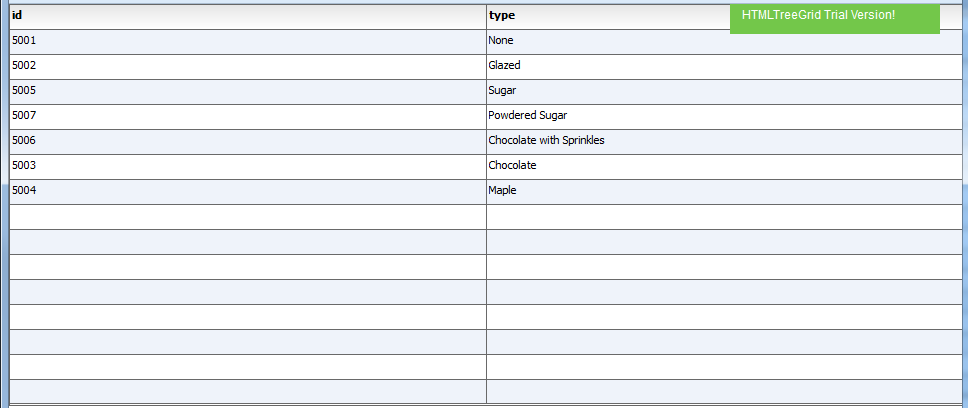 id type HTMLTreeGrid Trial Version!
5001 None
5002 Glazed
5005 Sugar
5007 Powdered Sugar
5006 Chocolate with Sprinkles
5003 Chocolate
5004 Maple